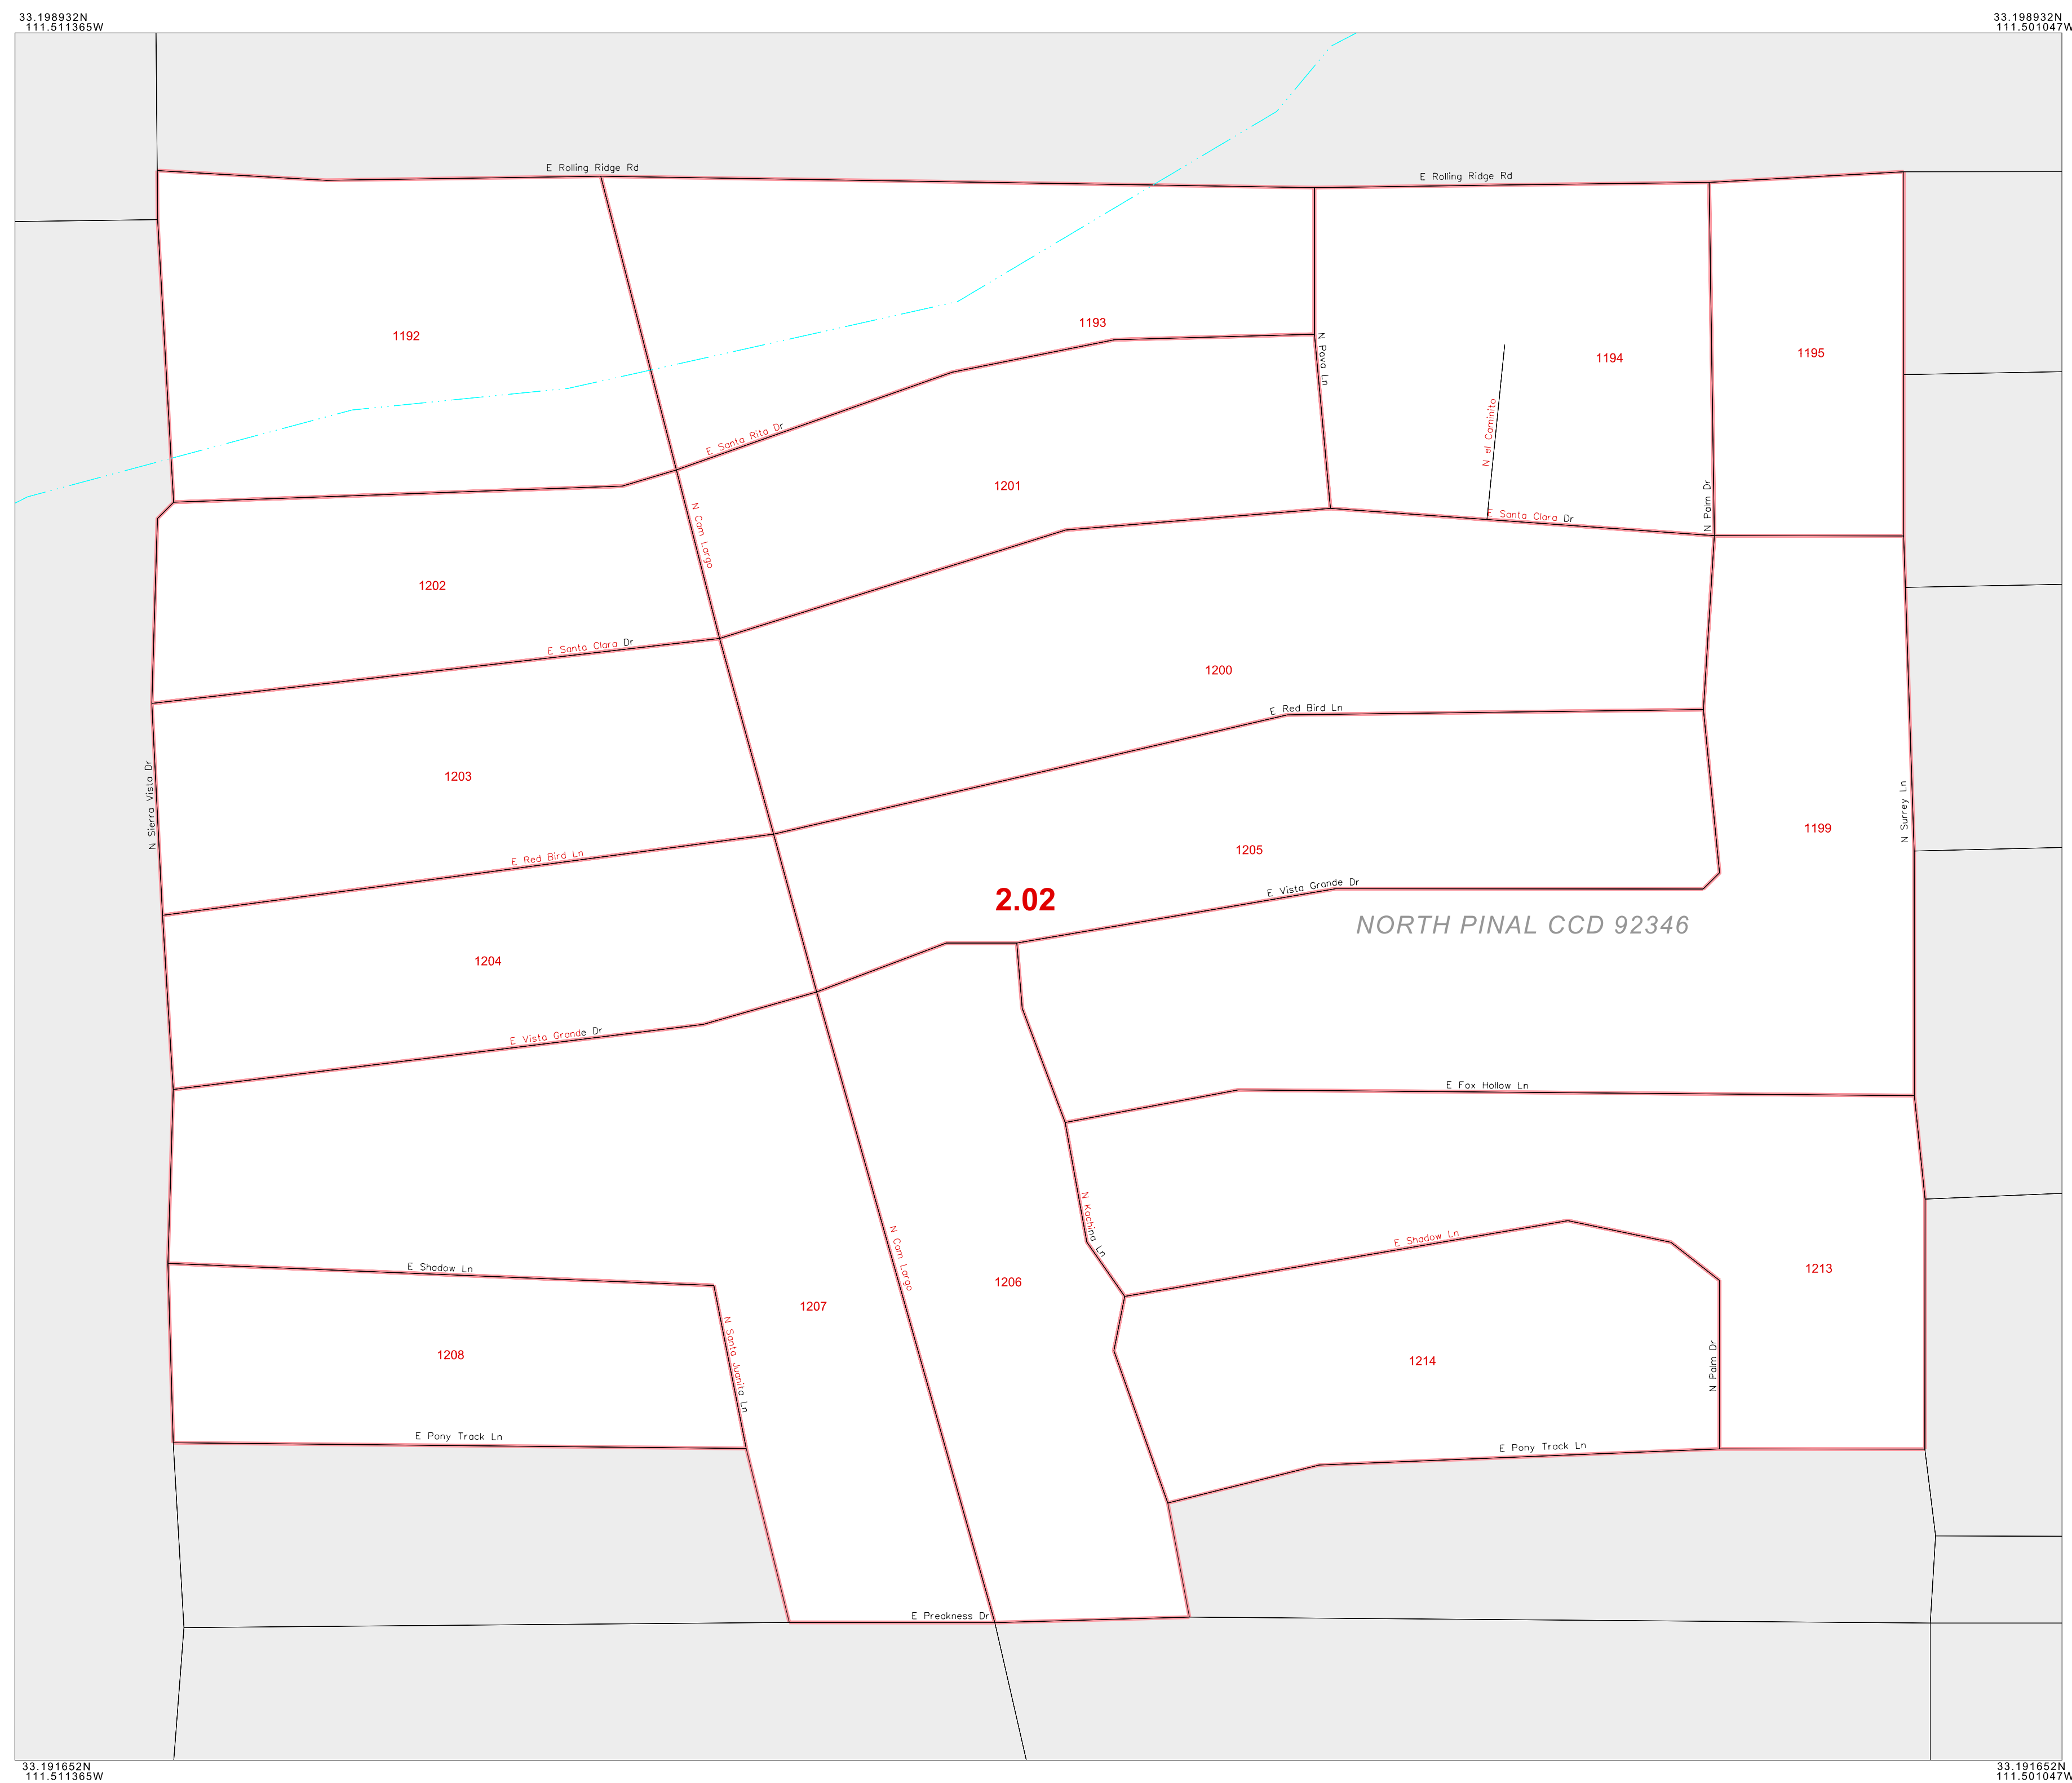 33.198932N
111.511365W
33.198932N
111.501047W
E Rolling Ridge Rd
E Rolling Ridge Rd
1192
1193
N Pava Ln
1194
1195
N el Caminito
E Santa Rita Dr
1201
N Palm Dr
E Santa Clara Dr
N Cam Largo
1202
E Santa Clara Dr
1200
E Red Bird Ln
1203
N Sierra Vista Dr
N Surrey Ln
1199
E Red Bird Ln
1205
E Vista Grande Dr
2.02
NORTH PINAL CCD 92346
1204
E Vista Grande Dr
E Fox Hollow Ln
N Kachina Ln
E Shadow Ln
E Shadow Ln
N Cam Largo
1206
1213
1207
N Santa Juanita Ln
1208
1214
N Palm Dr
E Pony Track Ln
E Pony Track Ln
E Preakness Dr
33.191652N
111.511365W
33.191652N
111.501047W